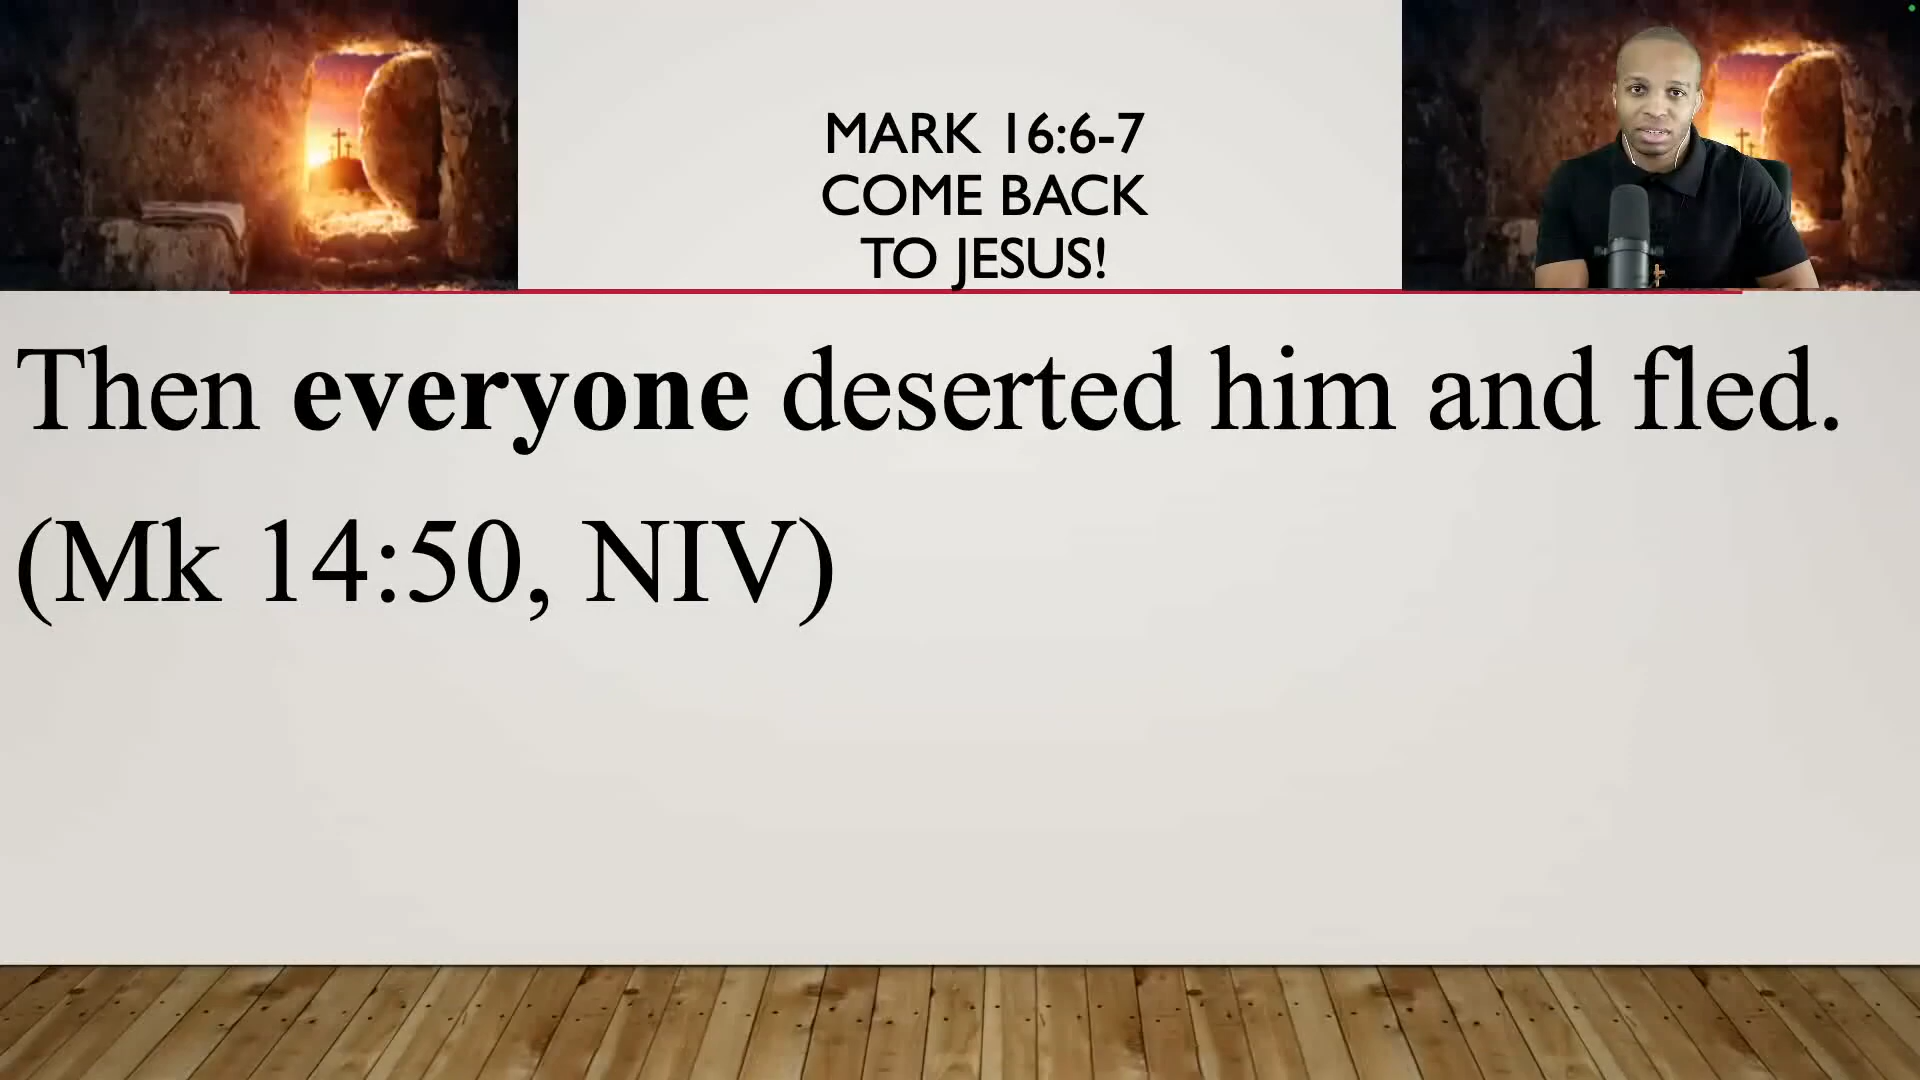 MARK 16:6-7
COME BACK
TO JESUS!
Then everyone deserted him and fled.
(Mk 14:50, NIV)